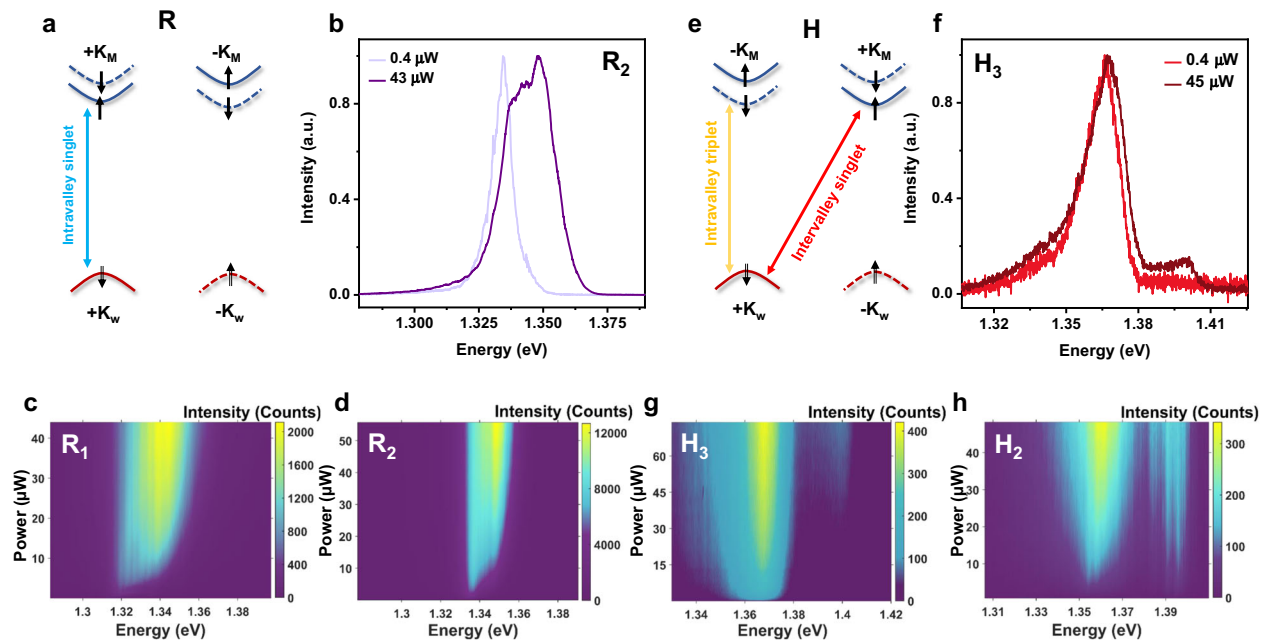 a
R
+K_M
-K_M
Intravalley singlet
+K_w
-K_w
b
0.4 µW
43 µW
R_2
Intensity (a.u.)
1.0
0.8
0.4
0.0
1.300
1.325
1.350
1.375
Energy (eV)
e
H
-K_M
+K_M
Intravalley triplet
Intervalley singlet
+K_w
-K_w
f
H_3
0.4 µW
45 µW
Intensity (a.u.)
1.0
0.8
0.4
0.0
1.32
1.35
1.38
1.41
Energy (eV)
c
Intensity (Counts)
R_1
Power (µW)
40
30
20
10
1.3
1.32
1.34
1.36
1.38
Energy (eV)
2000
1600
1200
800
400
0
d
Intensity (Counts)
R_2
Power (µW)
50
40
30
20
10
1.3
1.32
1.34
1.36
1.38
Energy (eV)
12000
8000
4000
0
g
Intensity (Counts)
H_3
Power (µW)
60
45
30
15
1.34
1.36
1.38
1.4
1.42
Energy (eV)
400
300
200
100
0
h
Intensity (Counts)
H_2
Power (µW)
40
30
20
10
1.31
1.33
1.35
1.37
1.39
Energy (eV)
300
200
100
0